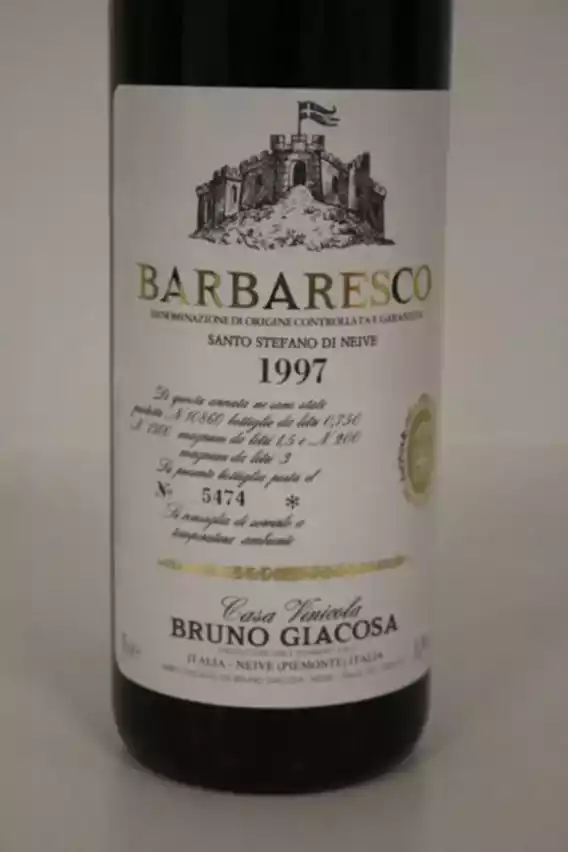 BARBARESCO
DENOMINAZIONE DI ORIGINE CONTROLLATA E GARANTITA
SANTO STEFANO DI NEIVE
1997
Di questa annata ne sono state
N 10860 bottiglie da litri 0,750
magnum da litri 1,5 e N 200
magnum da litri 3
La presente bottiglia porta il
N° 5474 *
Si consiglia di servirlo a
temperatura ambiente
Casa Vinicola
BRUNO GIACOSA
ITALIA - NEIVE (PIEMONTE) ITALIA